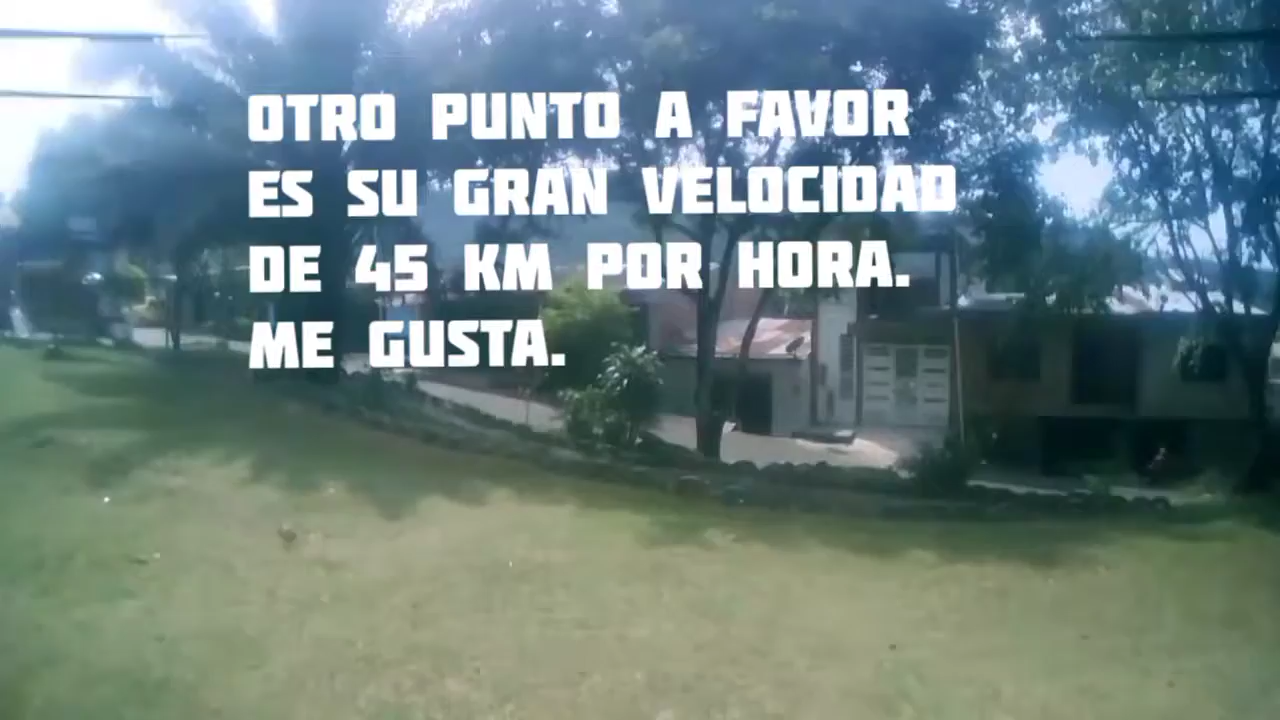 OTRO PUNTO A FAVOR
ES SU GRAN VELOCIDAD
DE 45 KM POR HORA.
ME GUSTA.